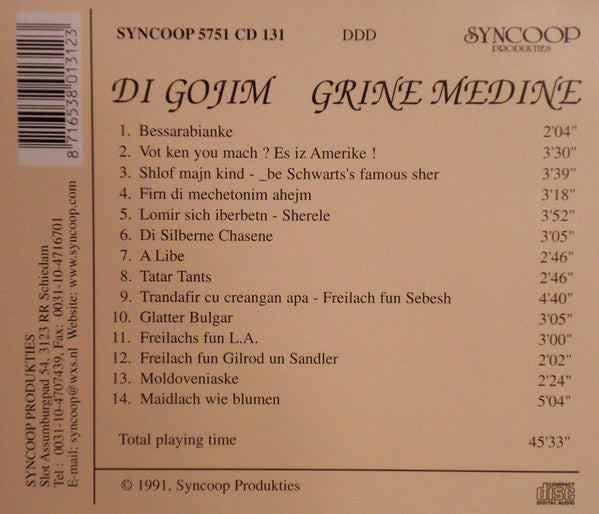 SYNCOOP 5751 CD 131 DDD SYNCOOP
PRODUKTIES
DI GOJIM GRINE MEDINE
1. Bessarabianke 2'04"
2. Vot ken you mach ? Es iz Amerike ! 3'30"
3. Shlof majn kind - _be Schwarts's famous sher 3'39"
4. Firn di mechetonim ahejm 3'18"
5. Lomir sich iberbetn - Sherele 3'52"
6. Di Silberne Chasene 3'05"
7. A Libe 2'46"
8. Tatar Tants 2'46"
9. Trandafir cu creangan apa - Freilach fun Sebesh 4'40"
10. Glatter Bulgar 3'05"
11. Freilachs fun L.A. 3'00"
12. Freilach fun Gilrod un Sandler 2'02"
13. Moldoveniaske 2'24"
14. Maidlach wie blumen 5'04"
Total playing time 45'33"
© 1991, Syncoop Produkties
COMPACT
disc
DIGITAL AUDIO
8 716538 013123
SYNCOOP PRODUKTIES
Slot Assumburgpad 54, 3123 RR Schiedam
Tel : 0031-10-4707439, Fax: 0031-10-4716701
E-mail: syncoop@wxs.nl Website: www.syncoop.com